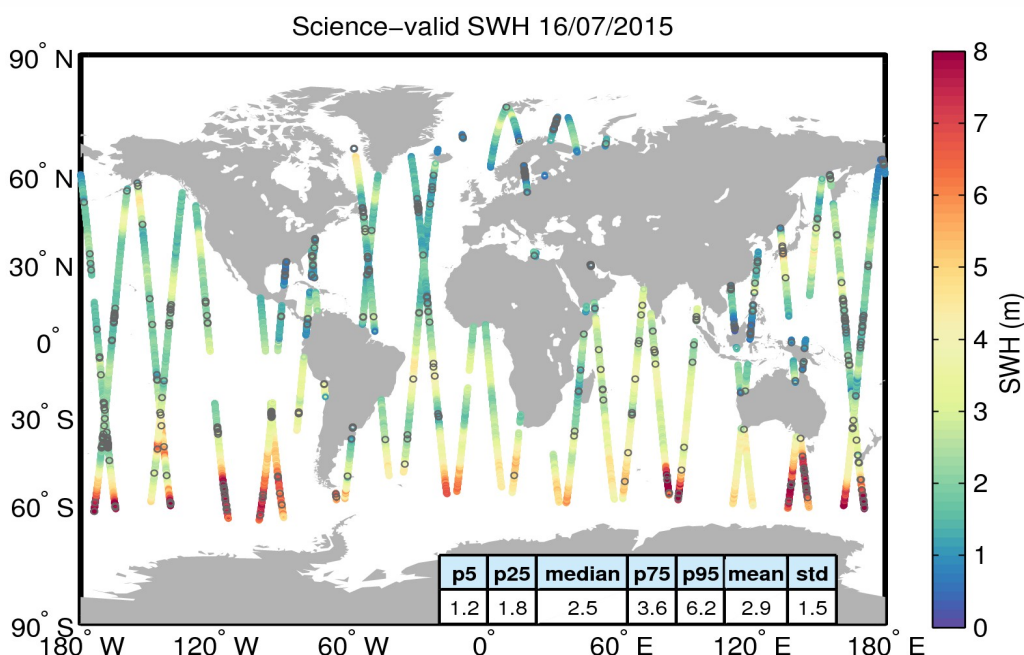 Science−valid SWH 16/07/2015
90° N
60° N
30° N
0°
30° S
60° S
90° S
180° W 120° W 60° W 0° 60° E 120° E 180° E
p5 p25 median p75 p95 mean std
1.2 1.8 2.5 3.6 6.2 2.9 1.5
8
7
6
5
4
3
2
1
0
SWH (m)